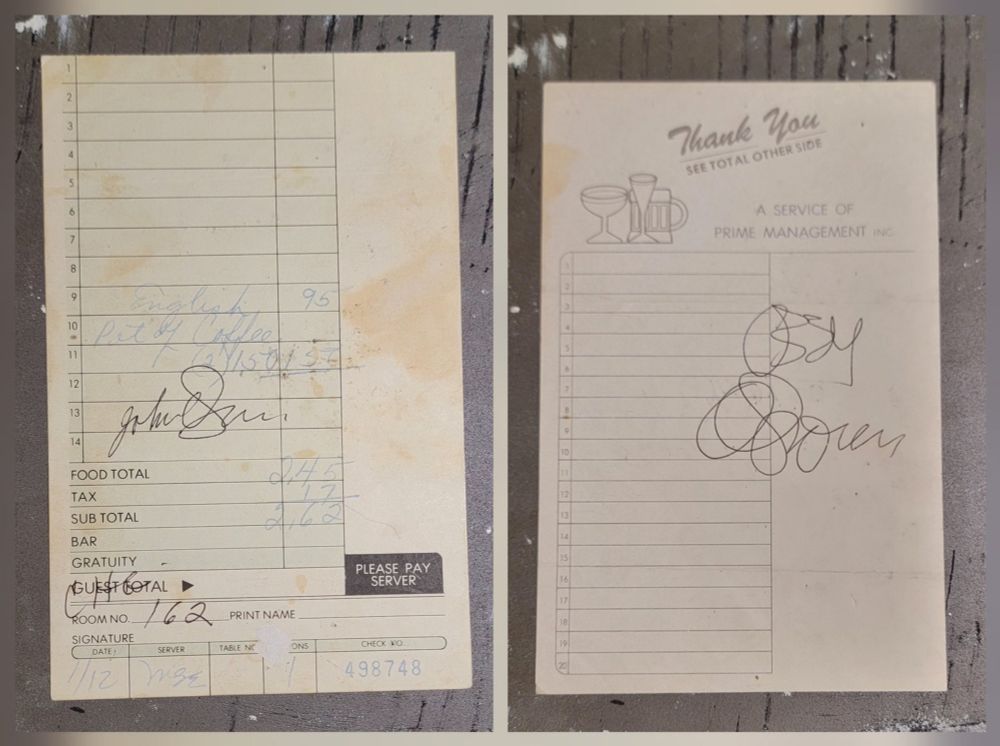 1
2
3
4
5
6
7
8
9 English 95
10 Pot of Coffee
11 1 50
12
13 John
14
FOOD TOTAL 2,45
TAX 17
SUB TOTAL 2,62
BAR
GRATUITY
GUEST TOTAL ▶
PLEASE PAY
SERVER
ROOM NO. 162 PRINT NAME
SIGNATURE
DATE SERVER TABLE NO ONS CHECK NO.
1/12 1 498748
Thank You
SEE TOTAL OTHER SIDE
A SERVICE OF
PRIME MANAGEMENT INC.
1
2
3
4
5
6
7
8
9
10
11
12
13
14
15
16
17
18
19
20